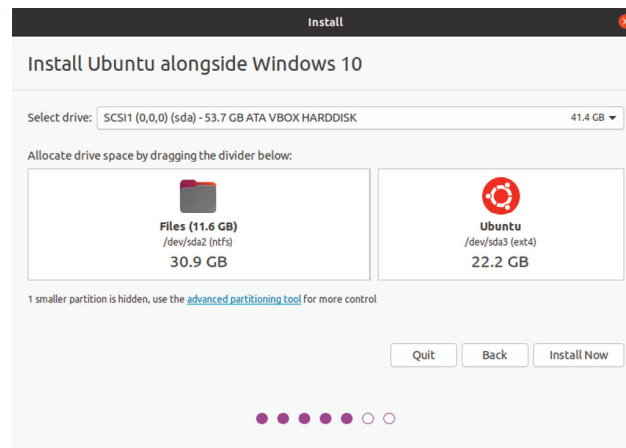 Install
Install Ubuntu alongside Windows 10
Select drive: SCSI1 (0,0,0) (sda) - 53.7 GB ATA VBOX HARDDISK 41.4 GB
Allocate drive space by dragging the divider below:
Files (11.6 GB)
/dev/sda2 (ntfs)
30.9 GB
Ubuntu
/dev/sda3 (ext4)
22.2 GB
1 smaller partition is hidden, use the advanced partitioning tool for more control
Quit Back Install Now